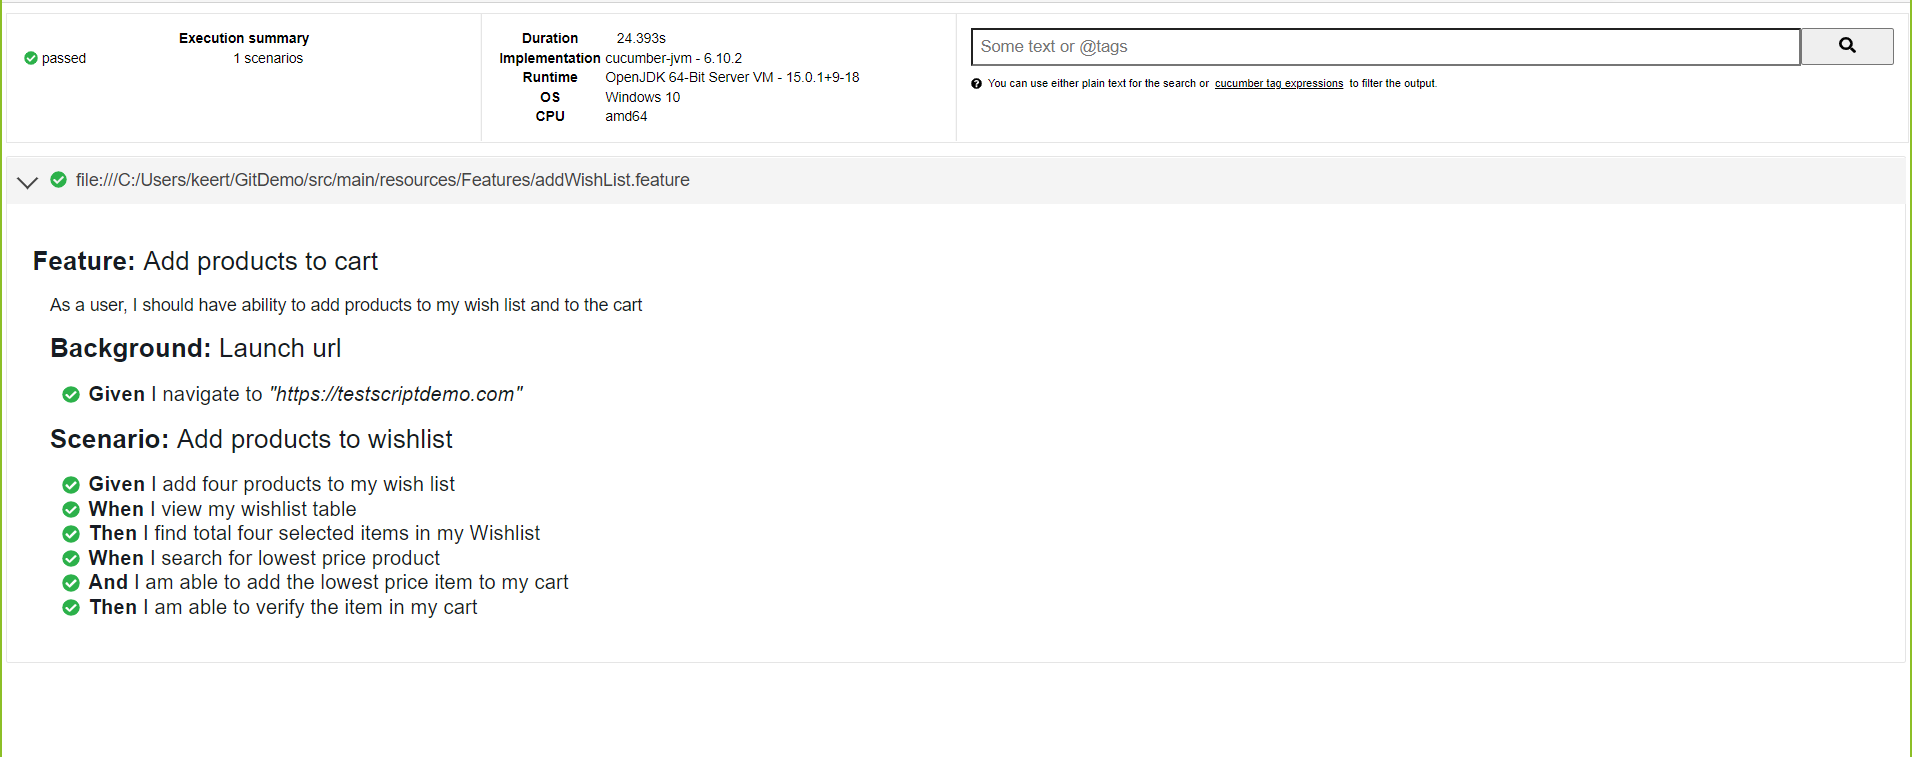 Execution summary
passed 1 scenarios
Duration 24.393s
Implementation cucumber-jvm - 6.10.2
Runtime OpenJDK 64-Bit Server VM - 15.0.1+9-18
OS Windows 10
CPU amd64
Some text or @tags
You can use either plain text for the search or cucumber tag expressions to filter the output.
file:///C:/Users/keert/GitDemo/src/main/resources/Features/addWishList.feature
Feature: Add products to cart
As a user, I should have ability to add products to my wish list and to the cart
Background: Launch url
Given I navigate to "https://testscriptdemo.com"
Scenario: Add products to wishlist
Given I add four products to my wish list
When I view my wishlist table
Then I find total four selected items in my Wishlist
When I search for lowest price product
And I am able to add the lowest price item to my cart
Then I am able to verify the item in my cart